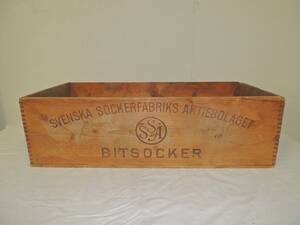 SVENSKA SOCKERFABRIKS AKTIEBOLAGET
SSA
BITSOCKER